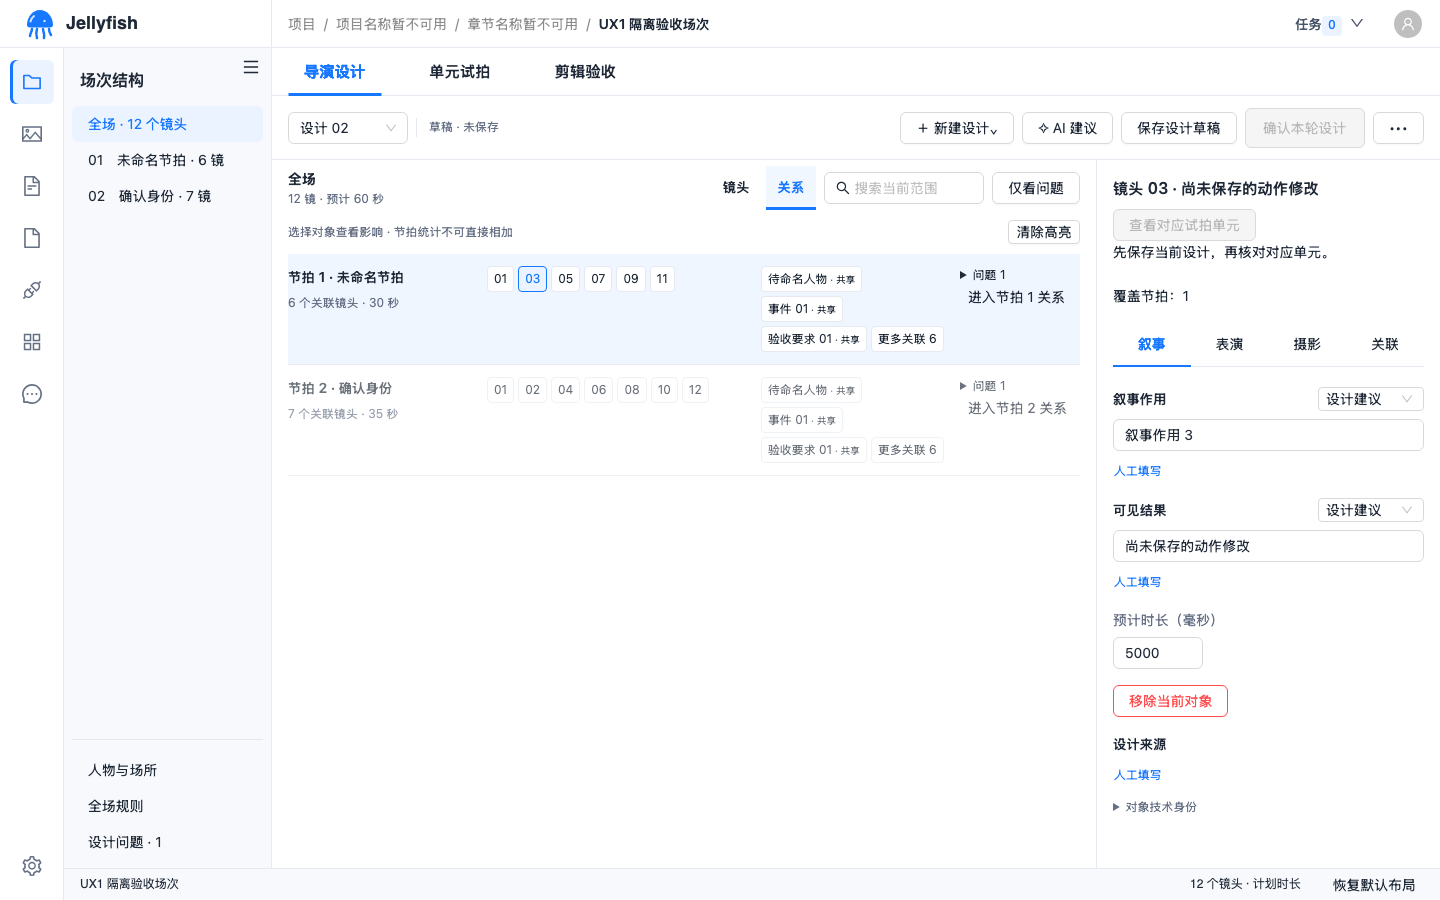 Jellyfish
项目 / 项目名称暂不可用 / 章节名称暂不可用 / UX1 隔离验收场次
任务 0
场次结构
全场 · 12 个镜头
01 未命名节拍 · 6 镜
02 确认身份 · 7 镜
人物与场所
全场规则
设计问题 · 1
导演设计 单元试拍 剪辑验收
设计 02 草稿 · 未保存
新建设计 AI 建议 保存设计草稿 确认本轮设计 ···
全场
12 镜 · 预计 60 秒
镜头 关系 搜索当前范围 仅看问题
选择对象查看影响 · 节拍统计不可直接相加 清除高亮
节拍 1 · 未命名节拍
6 个关联镜头 · 30 秒
01 03 05 07 09 11
待命名人物 · 共享
事件 01 · 共享
验收要求 01 · 共享 更多关联 6
问题 1
进入节拍 1 关系
节拍 2 · 确认身份
7 个关联镜头 · 35 秒
01 02 04 06 08 10 12
待命名人物 · 共享
事件 01 · 共享
验收要求 01 · 共享 更多关联 6
问题 1
进入节拍 2 关系
镜头 03 · 尚未保存的动作修改
查看对应试拍单元
先保存当前设计，再核对对应单元。
覆盖节拍：1
叙事 表演 摄影 关联
叙事作用 设计建议
叙事作用 3
人工填写
可见结果 设计建议
尚未保存的动作修改
人工填写
预计时长（毫秒）
5000
移除当前对象
设计来源
人工填写
对象技术身份
UX1 隔离验收场次
12 个镜头 · 计划时长 恢复默认布局